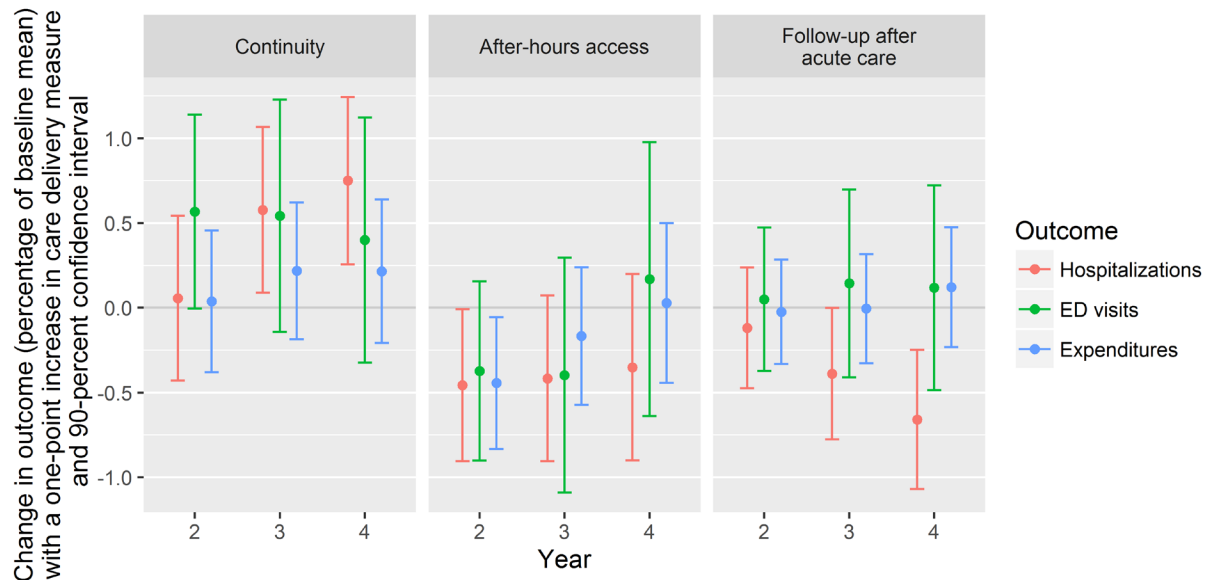 Change in outcome (percentage of baseline mean)
with a one-point increase in care delivery measure
and 90-percent confidence interval
Continuity
After-hours access
Follow-up after
acute care
1.0
0.5
0.0
-0.5
-1.0
2 3 4
2 3 4
2 3 4
Year
Outcome
Hospitalizations
ED visits
Expenditures